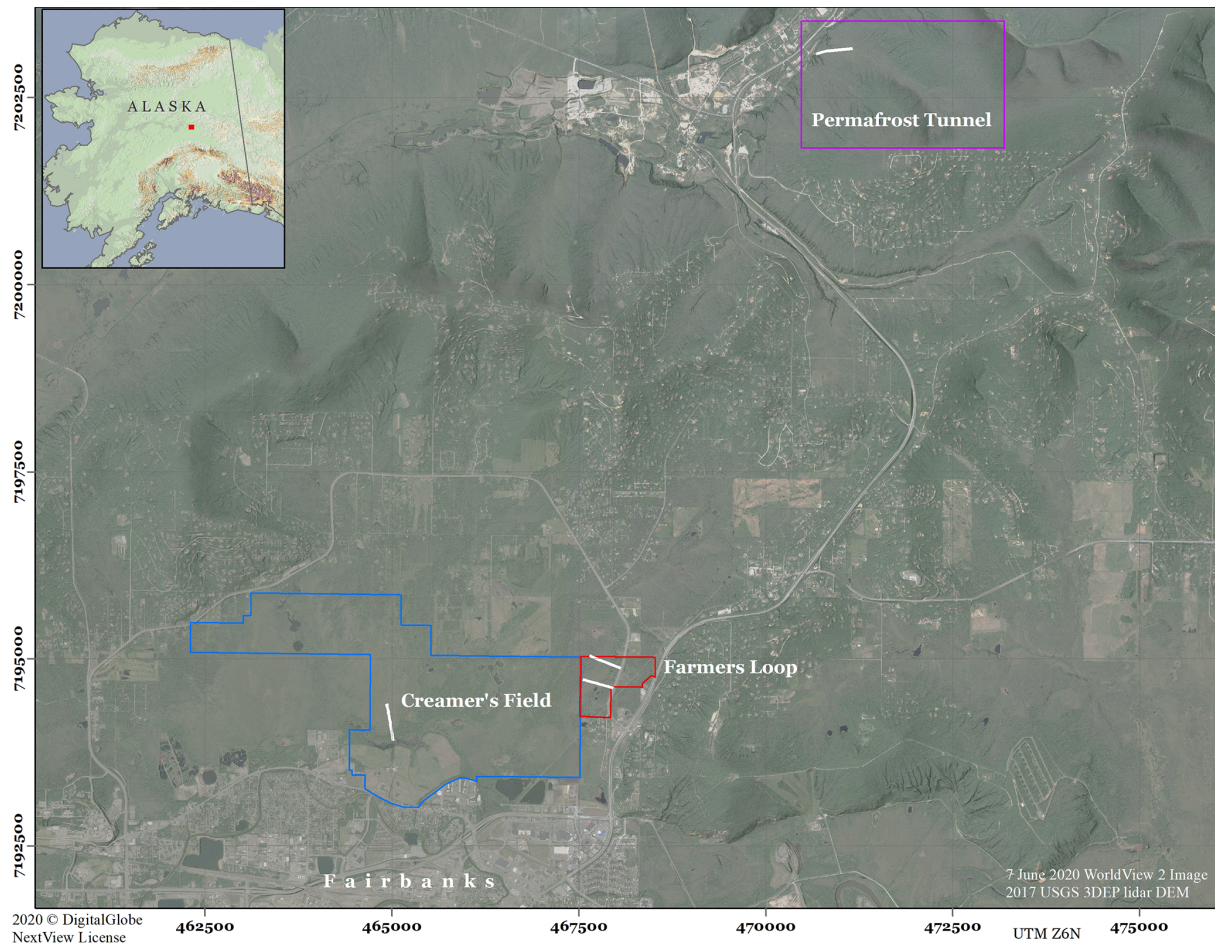 ALASKA
Permafrost Tunnel
Farmers Loop
Creamer's Field
Fairbanks
7 June 2020 WorldView 2 Image
2017 USGS 3DEP lidar DEM
7202500
7200000
7197500
7195000
7192500
462500
465000
467500
470000
472500
475000
2020 © DigitalGlobe
NextView License
UTM Z6N